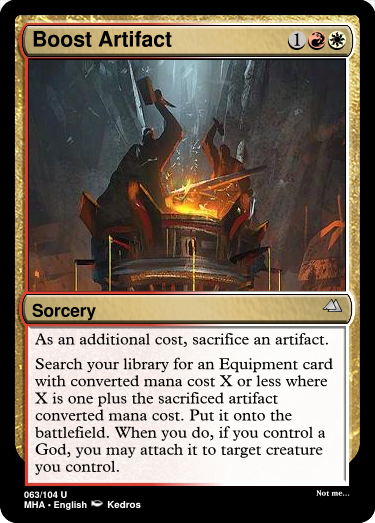 Boost Artifact 1
Sorcery
As an additional cost, sacrifice an artifact.
Search your library for an Equipment card
with converted mana cost X or less where
X is one plus the sacrificed artifact
converted mana cost. Put it onto the
battlefield. When you do, if you control a
God, you may attach it to target creature
you control.
063/104 U
Not me...
MHA • English Kedros